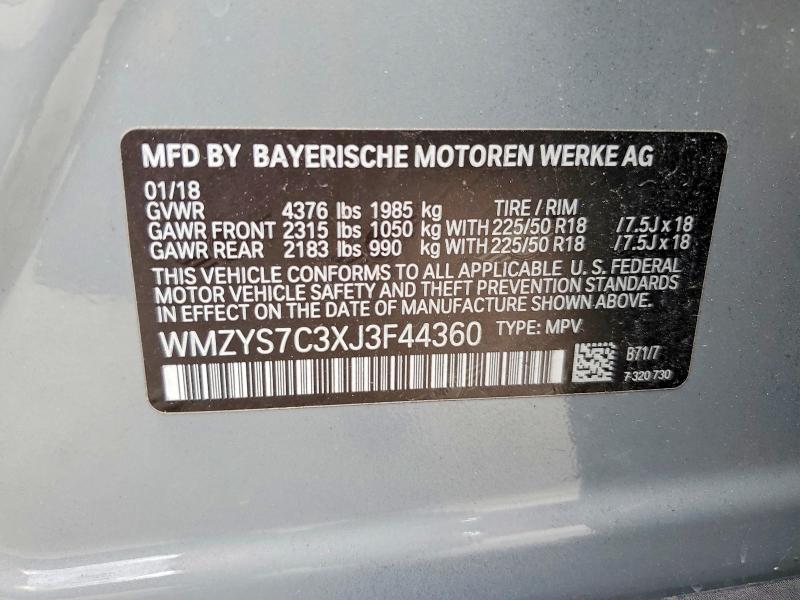 MFD BY BAYERISCHE MOTOREN WERKE AG
01/18
GVWR 4376 lbs 1985 kg TIRE / RIM
GAWR FRONT 2315 lbs 1050 kg WITH 225/50 R18 / 7.5J x 18
GAWR REAR 2183 lbs 990 kg WITH 225/50 R18 / 7.5J x 18
THIS VEHICLE CONFORMS TO ALL APPLICABLE U. S. FEDERAL
MOTOR VEHICLE SAFETY AND THEFT PREVENTION STANDARDS
IN EFFECT ON THE DATE OF MANUFACTURE SHOWN ABOVE.
WMZYS7C3XJ3F44360 TYPE: MPV
B71/7
7 320 730